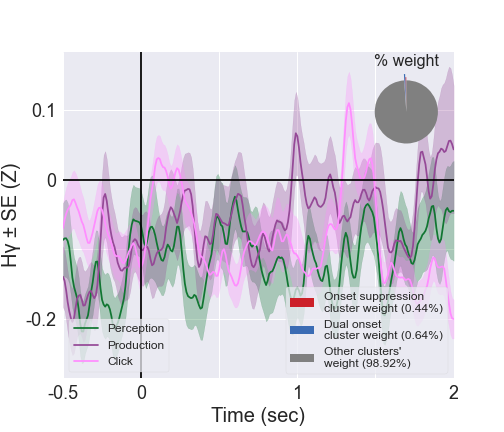 % weight
0.1
0
-0.2
Hγ ± SE (Z)
Perception
Production
Click
Onset suppression
cluster weight (0.44%)
Dual onset
cluster weight (0.64%)
Other clusters'
weight (98.92%)
-0.5
0
1
2
Time (sec)